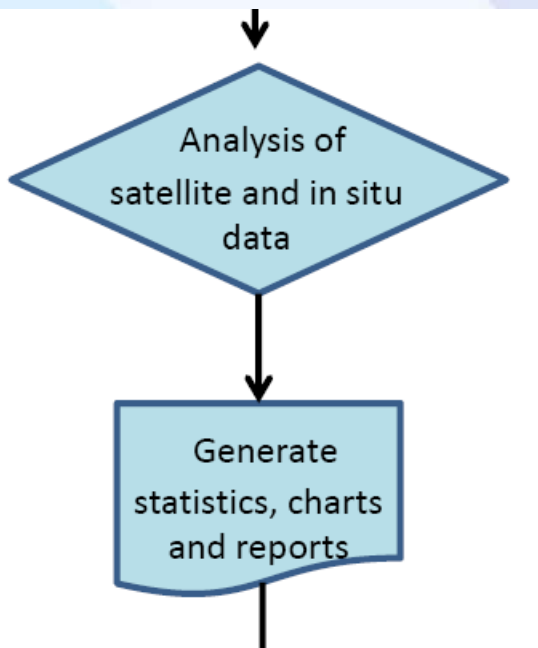 Analysis of
satellite and in situ
data
Generate
statistics, charts
and reports